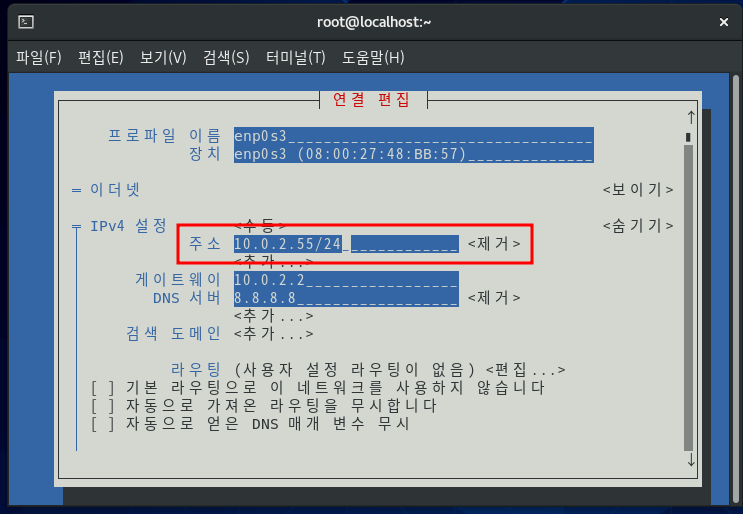 root@localhost:~
파일(F) 편집(E) 보기(V) 검색(S) 터미널(T) 도움말(H)
연결 편집
프로파일 이름 enp0s3__________________________________
장치 enp0s3 (08:00:27:48:BB:57)______________
= 이더넷 <보이기>
= IPv4 설정 <수동> <숨기기>
주소 10.0.2.55/24_____________ <제거>
<추가...>
게이트웨이 10.0.2.2_________________
DNS 서버 8.8.8.8__________________ <제거>
<추가...>
검색 도메인 <추가...>
라우팅 (사용자 설정 라우팅이 없음) <편집...>
[ ] 기본 라우팅으로 이 네트워크를 사용하지 않습니다
[ ] 자동으로 가져온 라우팅을 무시합니다
[ ] 자동으로 얻은 DNS 매개 변수 무시